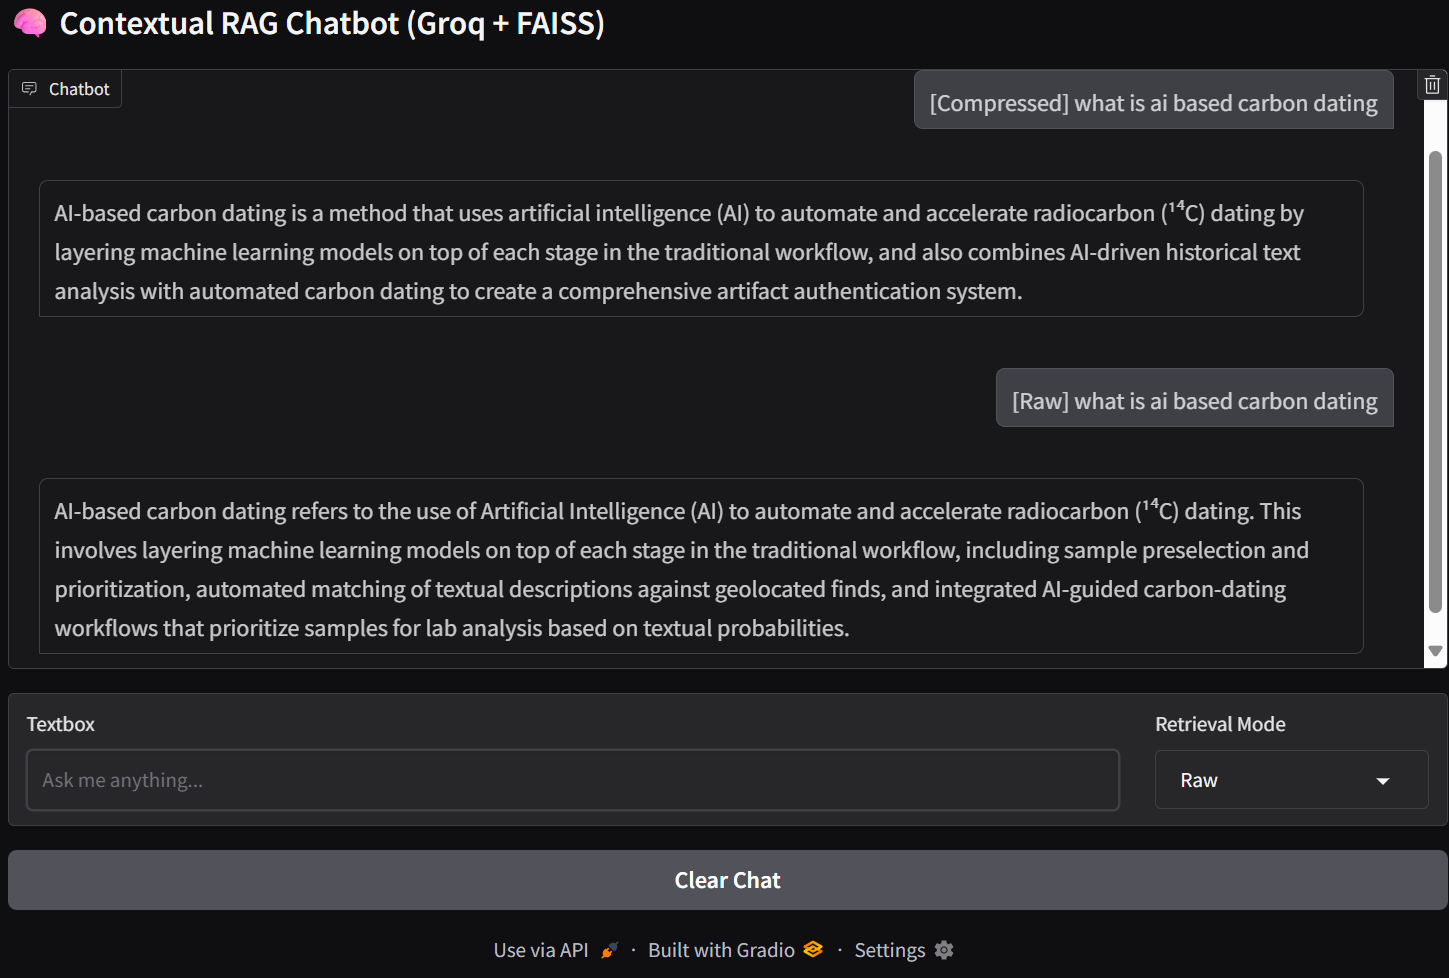 Contextual RAG Chatbot (Groq + FAISS)
Chatbot
[Compressed] what is ai based carbon dating
AI-based carbon dating is a method that uses artificial intelligence (AI) to automate and accelerate radiocarbon (¹⁴C) dating by
layering machine learning models on top of each stage in the traditional workflow, and also combines AI-driven historical text
analysis with automated carbon dating to create a comprehensive artifact authentication system.
[Raw] what is ai based carbon dating
AI-based carbon dating refers to the use of Artificial Intelligence (AI) to automate and accelerate radiocarbon (¹⁴C) dating. This
involves layering machine learning models on top of each stage in the traditional workflow, including sample preselection and
prioritization, automated matching of textual descriptions against geolocated finds, and integrated AI-guided carbon-dating
workflows that prioritize samples for lab analysis based on textual probabilities.
Textbox
Ask me anything...
Retrieval Mode
Raw
Clear Chat
Use via API · Built with Gradio · Settings